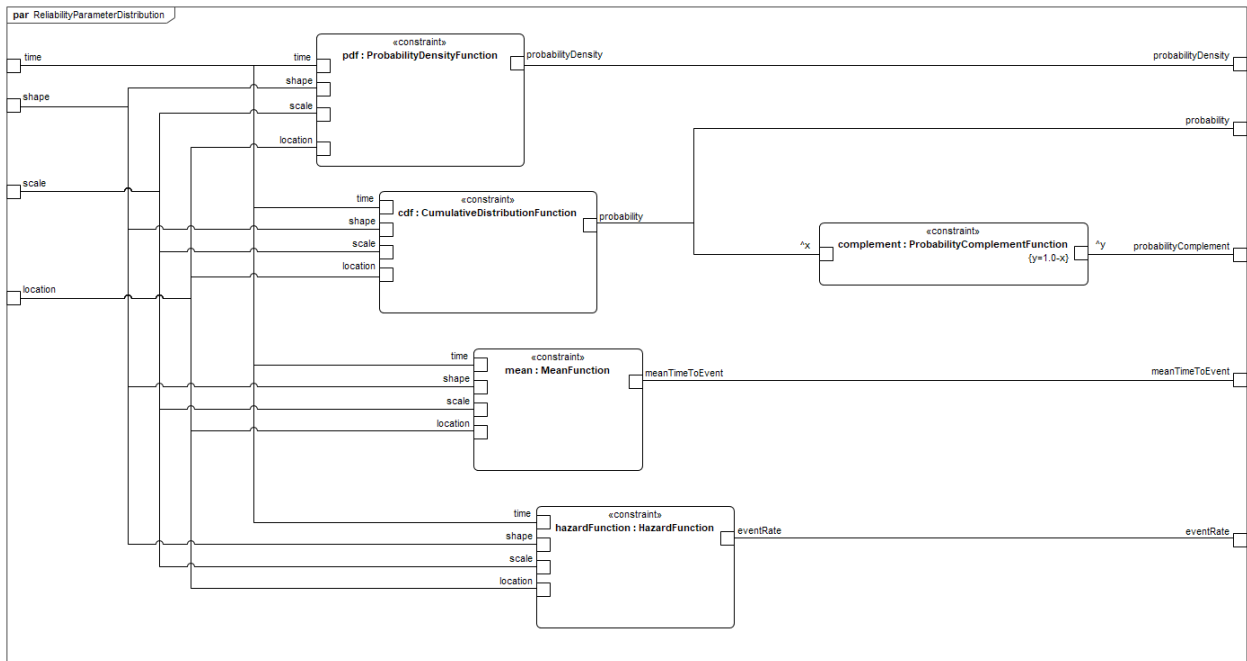 par ReliabilityParameterDistribution
time
shape
scale
location
«constraint»
pdf : ProbabilityDensityFunction
time
shape
scale
location
probabilityDensity
probabilityDensity
«constraint»
cdf : CumulativeDistributionFunction
time
shape
scale
location
probability
probability
«constraint»
complement : ProbabilityComplementFunction
{y=1.0-x}
^x
^y
probabilityComplement
«constraint»
mean : MeanFunction
time
shape
scale
location
meanTimeToEvent
meanTimeToEvent
«constraint»
hazardFunction : HazardFunction
time
shape
scale
location
eventRate
eventRate